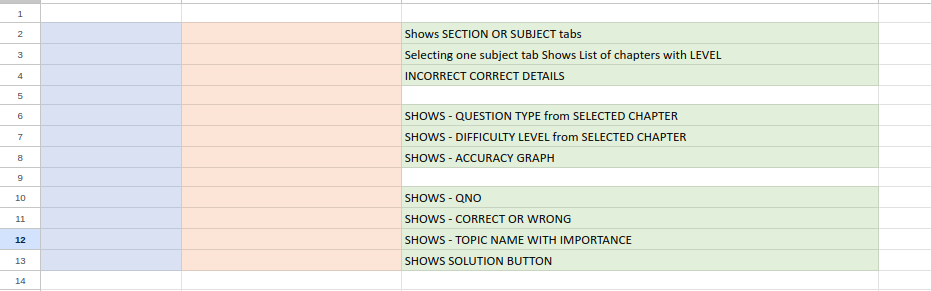 1
2 Shows SECTION OR SUBJECT tabs
3 Selecting one subject tab Shows List of chapters with LEVEL
4 INCORRECT CORRECT DETAILS
5
6 SHOWS - QUESTION TYPE from SELECTED CHAPTER
7 SHOWS - DIFFICULTY LEVEL from SELECTED CHAPTER
8 SHOWS - ACCURACY GRAPH
9
10 SHOWS - QNO
11 SHOWS - CORRECT OR WRONG
12 SHOWS - TOPIC NAME WITH IMPORTANCE
13 SHOWS SOLUTION BUTTON
14